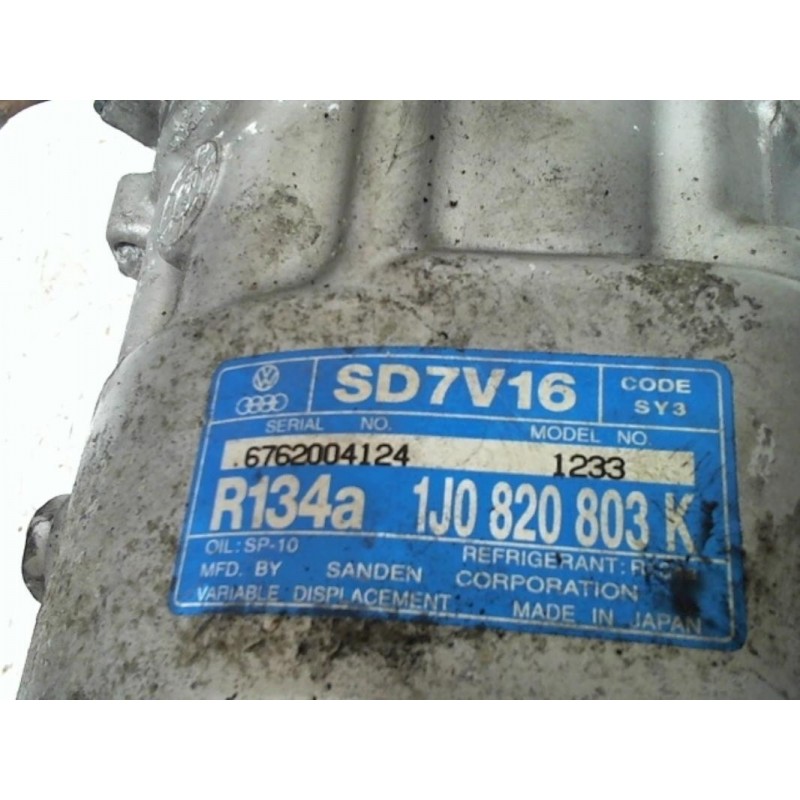 SD7V16
CODE
SY3
SERIAL NO. MODEL NO.
6762004124 1233
R134a 1J0 820 803 K
OIL: SP-10 REFRIGERANT:
MFD. BY SANDEN CORPORATION
VARIABLE DISPLACEMENT MADE IN JAPAN